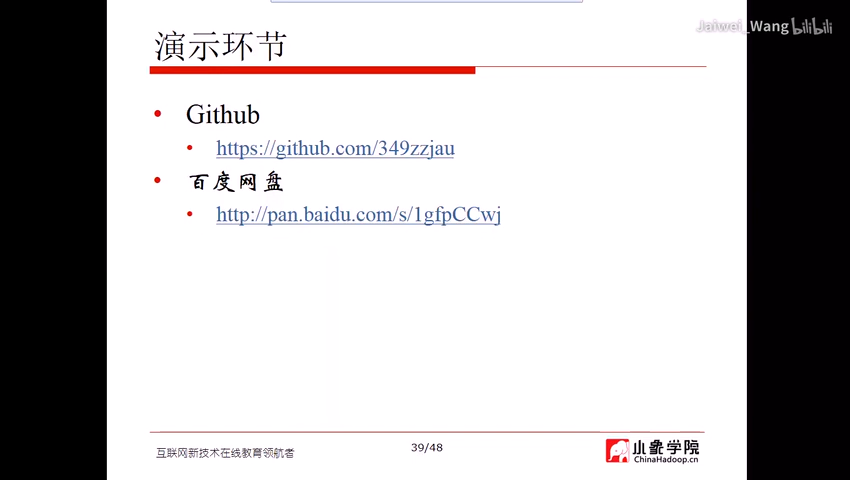 Jaiwei_Wang bilibili
演示环节
• Github
• https://github.com/349zzjau
• 百度网盘
• http://pan.baidu.com/s/1gfpCCwj
互联网新技术在线教育领航者
39/48
小象学院
ChinaHadoop.cn